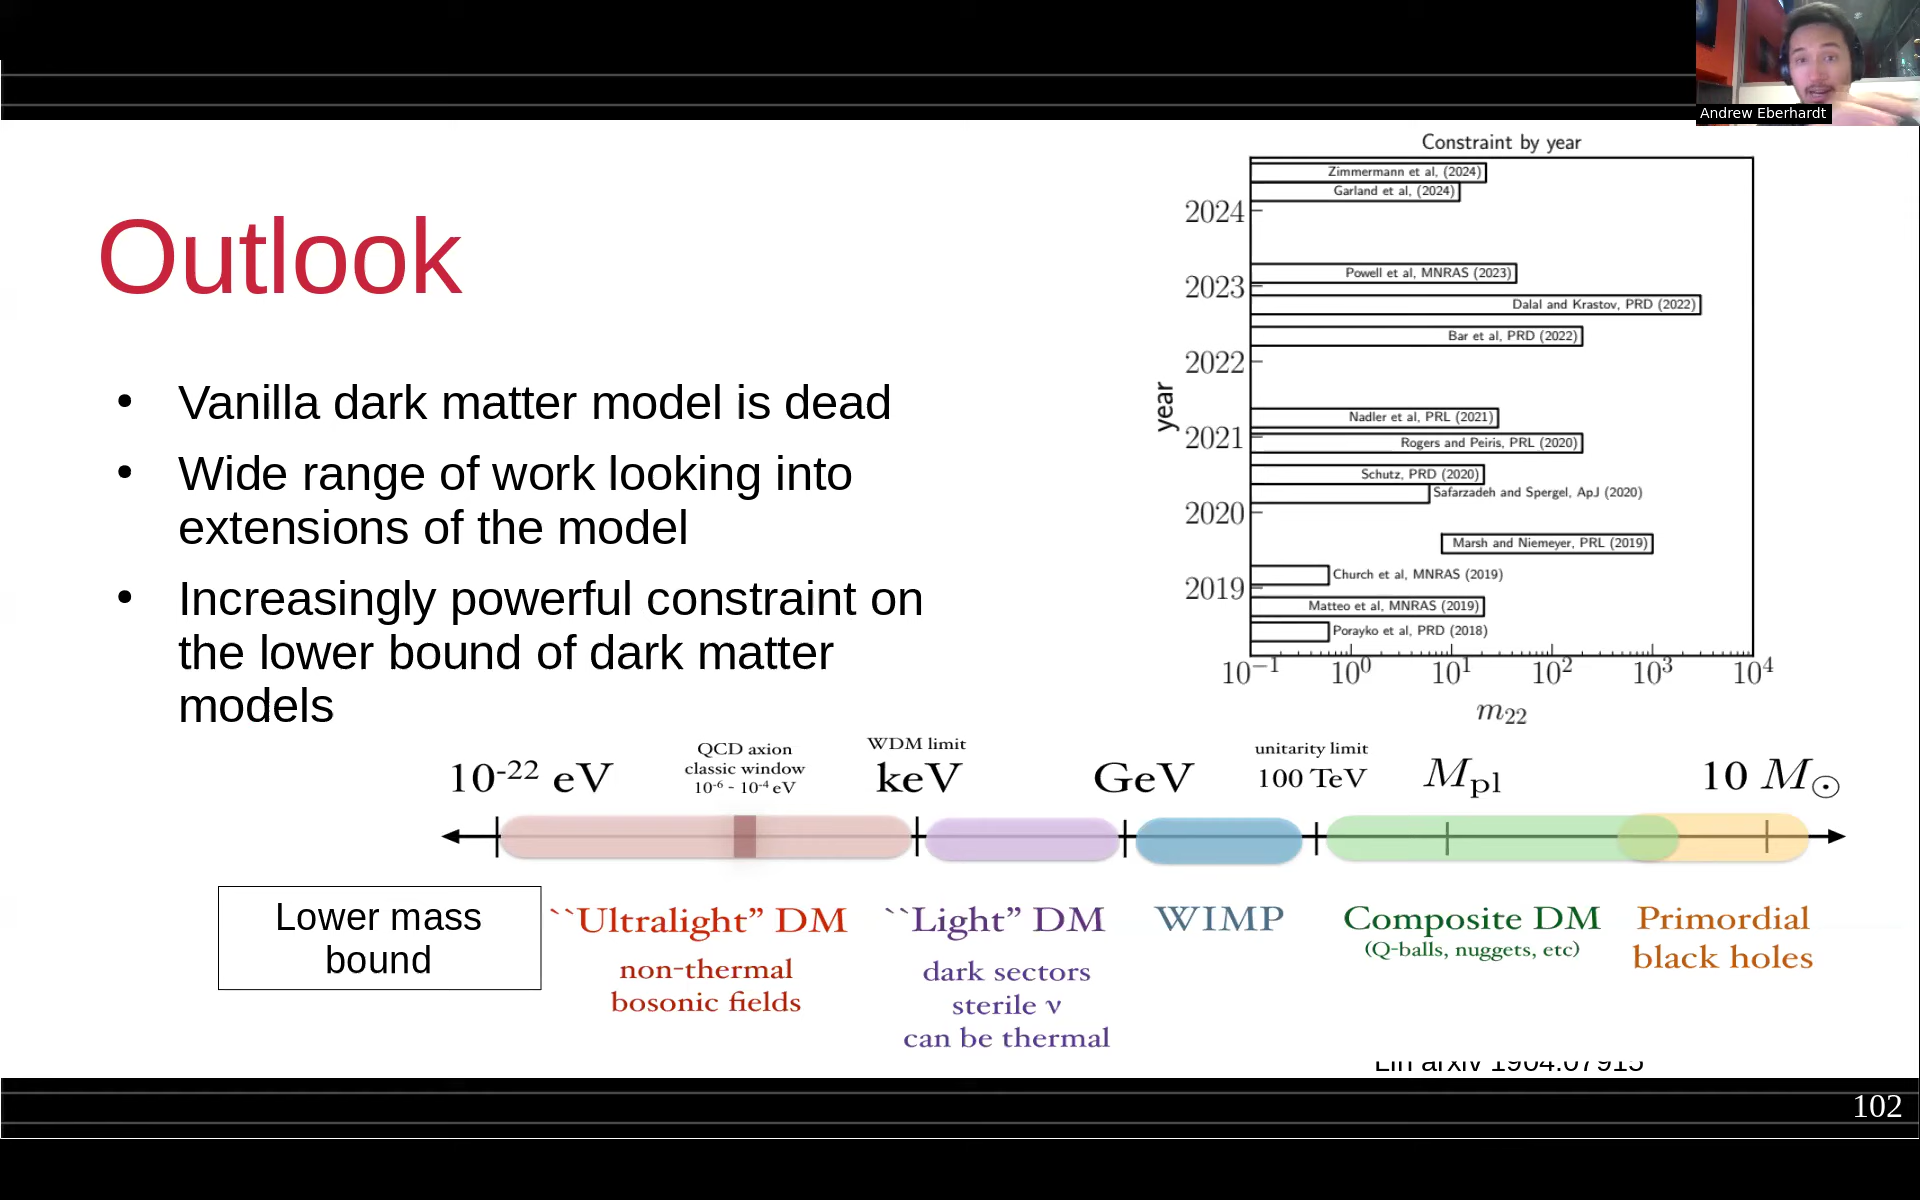 Andrew Eberhardt
Outlook
• Vanilla dark matter model is dead
• Wide range of work looking into
extensions of the model
• Increasingly powerful constraint on
the lower bound of dark matter
models
Constraint by year
Zimmermann et al, (2024)
Garland et al, (2024)
2024
Powell et al, MNRAS (2023)
2023
Dalal and Krastov, PRD (2022)
Bar et al, PRD (2022)
2022
year
Nadler et al, PRL (2021)
2021
Rogers and Peiris, PRL (2020)
Schutz, PRD (2020)
Safarzadeh and Spergel, ApJ (2020)
2020
Marsh and Niemeyer, PRL (2019)
Church et al, MNRAS (2019)
2019
Matteo et al, MNRAS (2019)
Porayko et al, PRD (2018)
10⁻¹ 10⁰ 10¹ 10² 10³ 10⁴
m₂₂
10⁻²² eV
QCD axion
classic window
10⁻⁶ - 10⁻⁴ eV
WDM limit
keV
GeV
unitarity limit
100 TeV
M_pl
10 M☉
Lower mass
bound
``Ultralight” DM
non-thermal
bosonic fields
``Light” DM
dark sectors
sterile ν
can be thermal
WIMP
Composite DM
(Q-balls, nuggets, etc)
Primordial
black holes
Lin arxiv 1904.07915
102